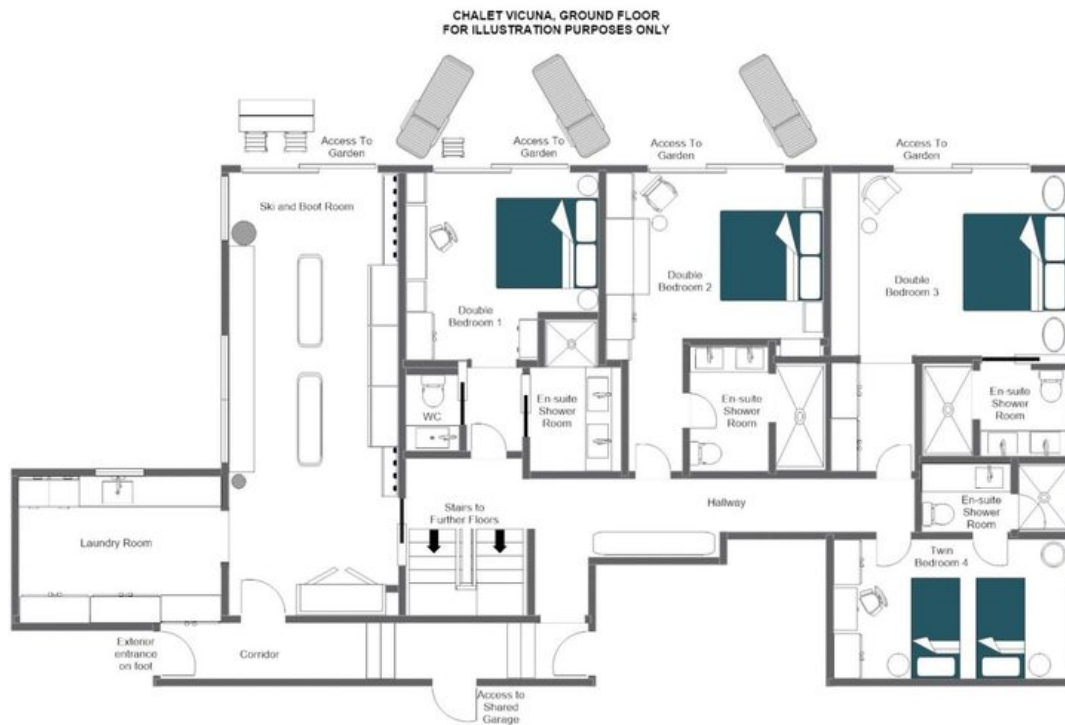 CHALET VICUNA, GROUND FLOOR
FOR ILLUSTRATION PURPOSES ONLY
Access To
Garden
Access To
Garden
Access To
Garden
Access To
Garden
Ski and Boot Room
Double
Bedroom 1
Double
Bedroom 2
Double
Bedroom 3
WC
En-suite
Shower
Room
En-suite
Shower
Room
En-suite
Shower
Room
Stairs to
Further Floors
Hallway
En-suite
Shower
Room
Laundry Room
Twin
Bedroom 4
Exterior
entrance
on foot
Corridor
Access to
Shared
Garage